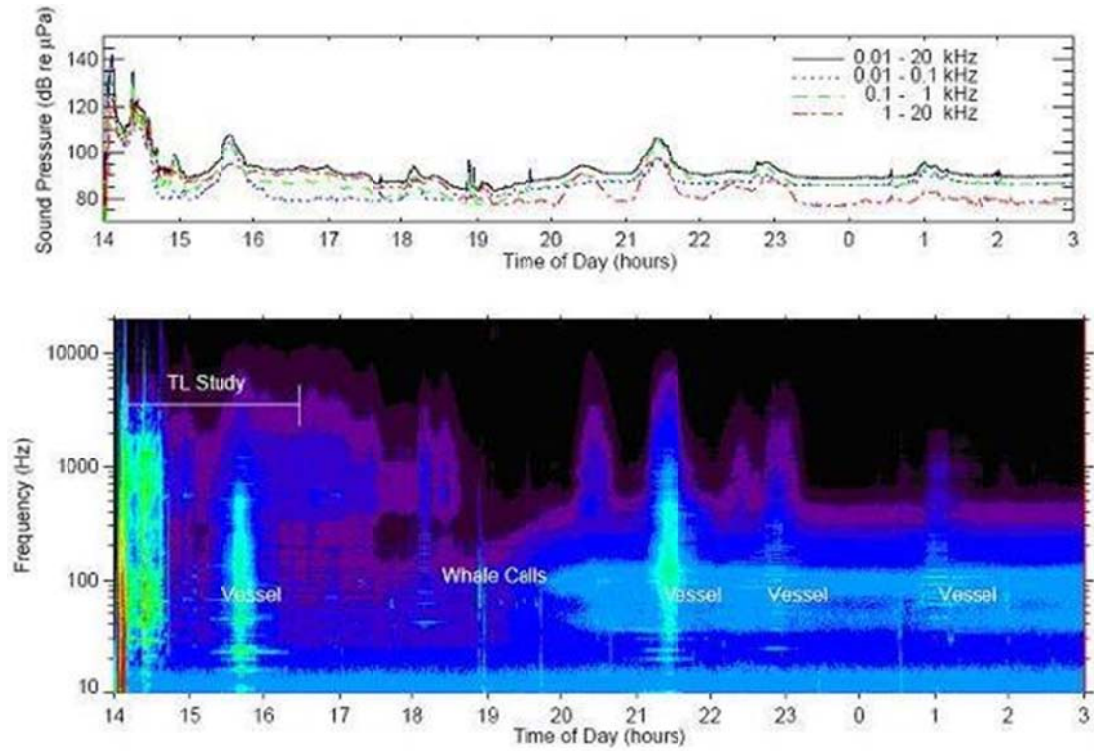 140
120
100
80
Sound Pressure (dB re µPa)
0.01 - 20 kHz
0.01 - 0.1 kHz
0.1 - 1 kHz
1 - 20 kHz
14 15 16 17 18 19 20 21 22 23 0 1 2 3
Time of Day (hours)
10000
1000
100
10
Frequency (Hz)
TL Study
Whale Calls
Vessel Vessel Vessel Vessel
14 15 16 17 18 19 20 21 22 23 0 1 2 3
Time of Day (hours)